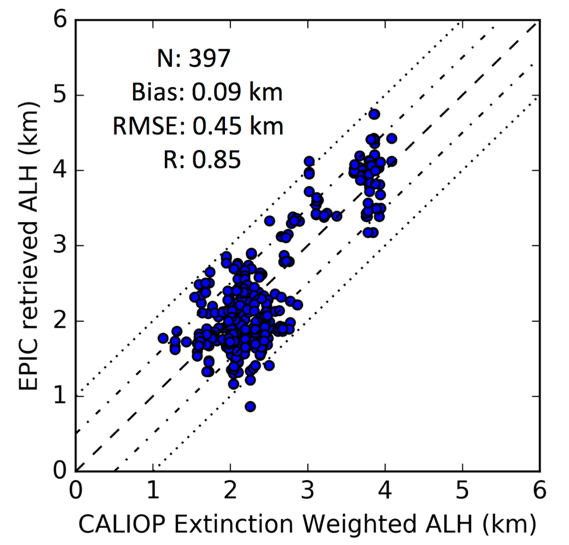 N: 397
Bias: 0.09 km
RMSE: 0.45 km
R: 0.85
EPIC retrieved ALH (km)
6
5
4
3
2
1
0
0 1 2 3 4 5 6
CALIOP Extinction Weighted ALH (km)